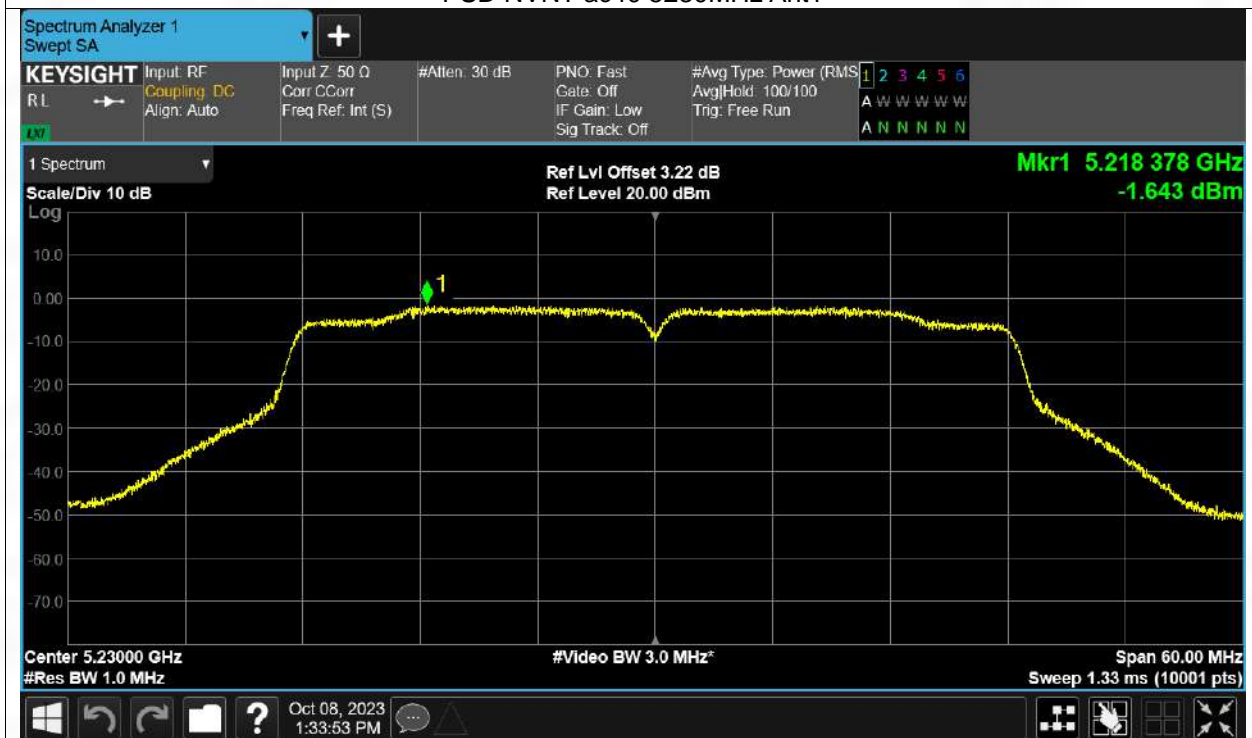 Spectrum Analyzer 1
Swept SA
+
KEYSIGHT Input: RF Input Z: 50 Ω #Atten: 30 dB PNO: Fast #Avg Type: Power (RMS 1 2 3 4 5 6
RL Coupling: DC Corr CCorr Gate: Off Avg|Hold: 100/100 A W W W W W
Align: Auto Freq Ref: Int (S) IF Gain: Low Trig: Free Run
LXI Sig Track: Off A N N N N N
1 Spectrum Ref Lvl Offset 3.22 dB Mkr1 5.218 378 GHz
Scale/Div 10 dB Ref Level 20.00 dBm -1.643 dBm
Log
10.0
1
0.00
-10.0
-20.0
-30.0
-40.0
-50.0
-60.0
-70.0
Center 5.23000 GHz #Video BW 3.0 MHz* Span 60.00 MHz
#Res BW 1.0 MHz Sweep 1.33 ms (10001 pts)
? Oct 08, 2023
1:33:53 PM